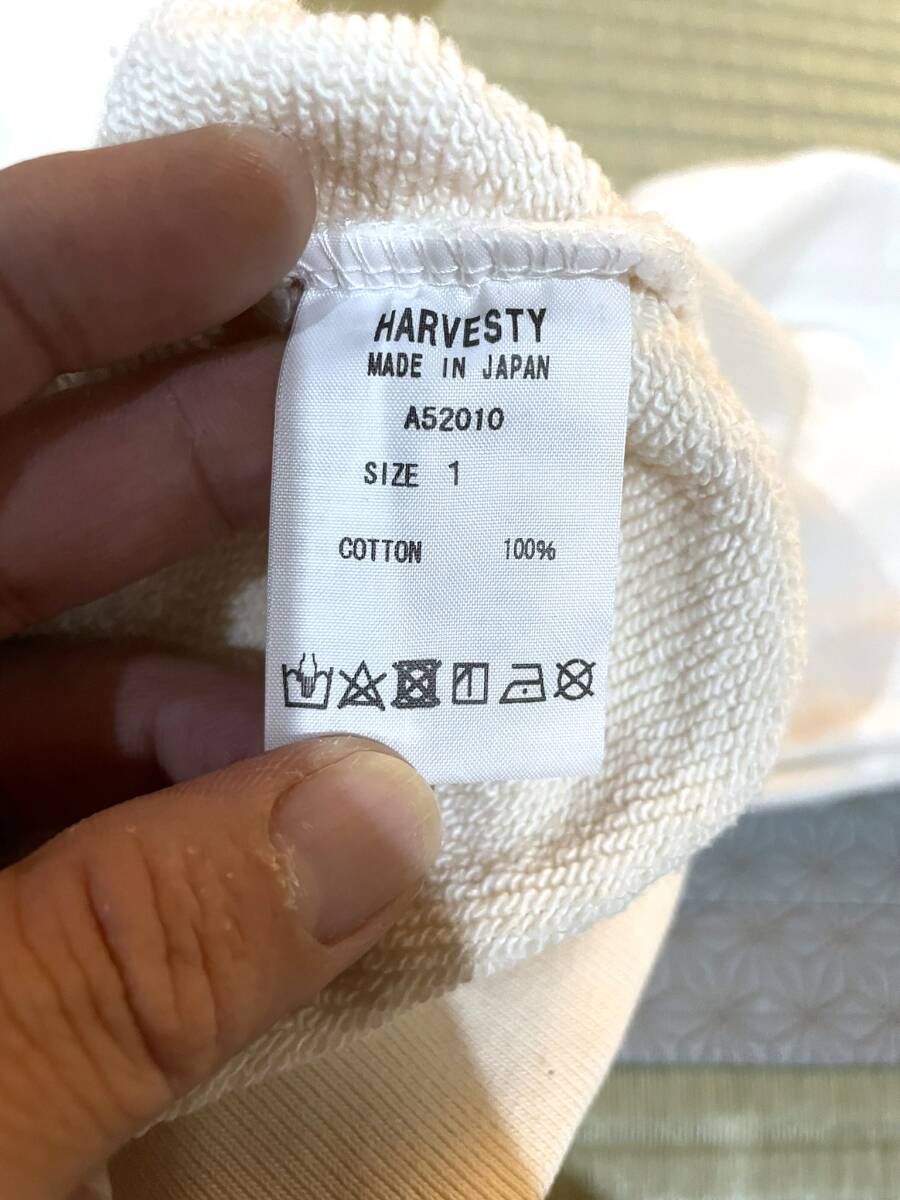 HARVESTY
MADE IN JAPAN
A52010
SIZE 1
COTTON 100%